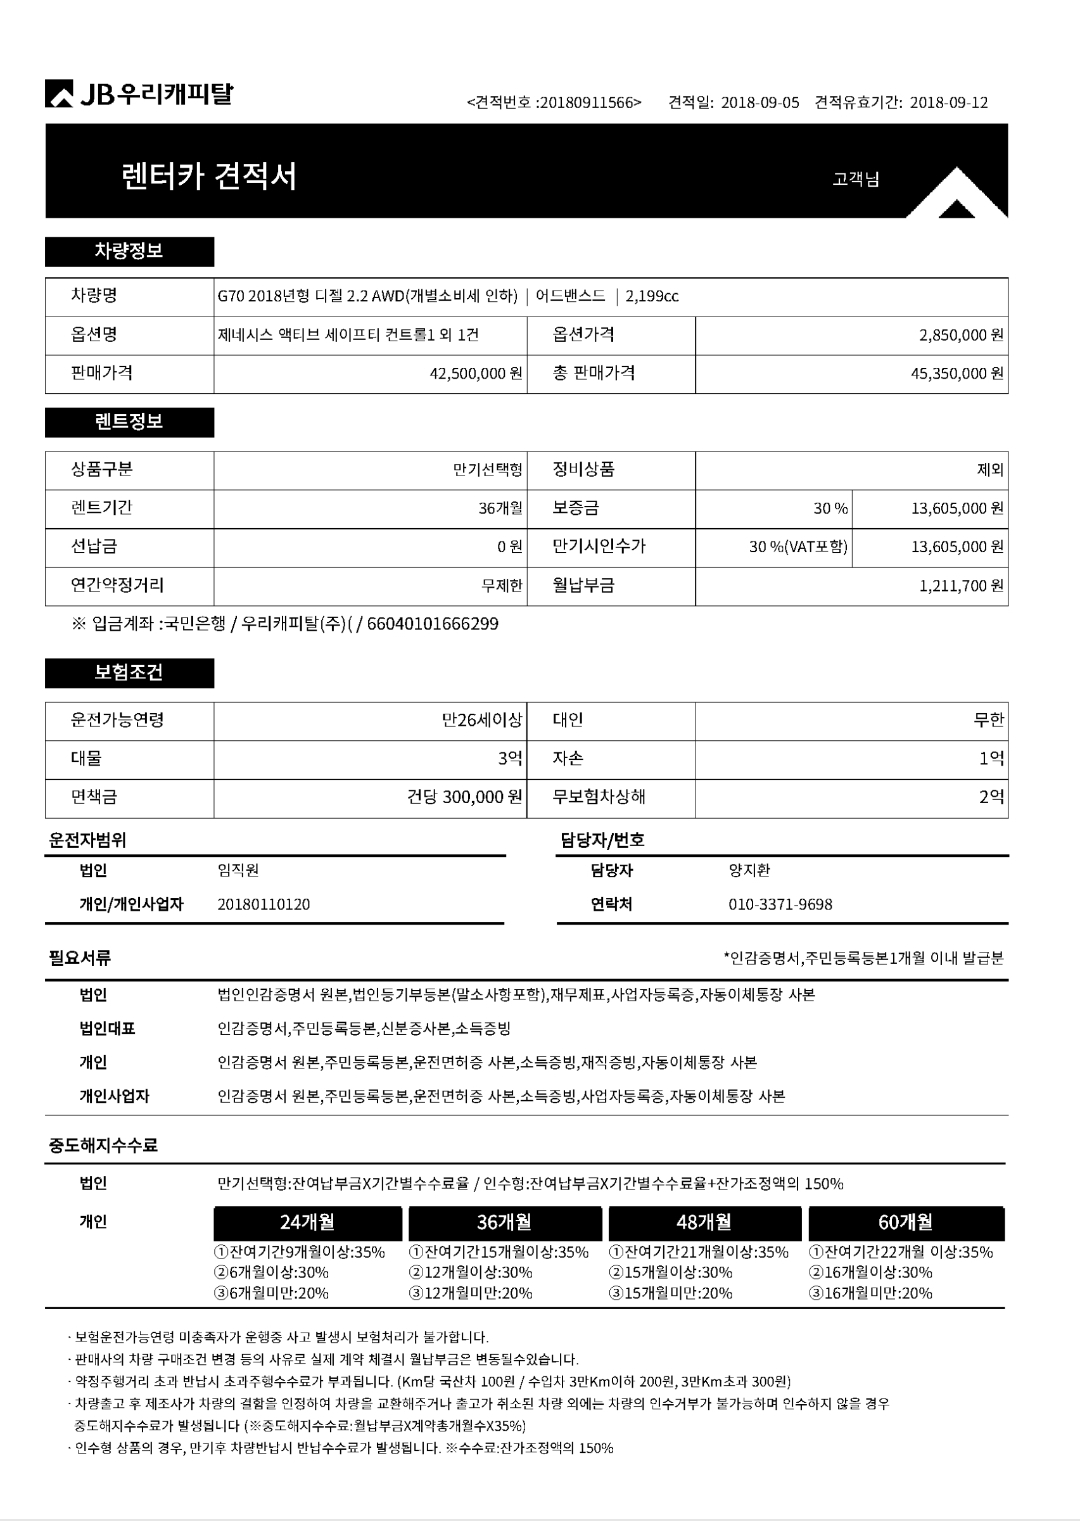 JB우리캐피탈
<견적번호 :20180911566> 견적일: 2018-09-05 견적유효기간: 2018-09-12
렌터카 견적서 고객님
차량정보
차량명 G70 2018년형 디젤 2.2 AWD(개별소비세 인하) | 어드밴스드 | 2,199cc
옵션명 제네시스 액티브 세이프티 컨트롤1 외 1건 옵션가격 2,850,000 원
판매가격 42,500,000 원 총 판매가격 45,350,000 원
렌트정보
상품구분 만기선택형 정비상품 제외
렌트기간 36개월 보증금 30 % 13,605,000 원
선납금 0 원 만기시인수가 30 %(VAT포함) 13,605,000 원
연간약정거리 무제한 월납부금 1,211,700 원
※ 입금계좌 :국민은행 / 우리캐피탈(주)( / 66040101666299
보험조건
운전가능연령 만26세이상 대인 무한
대물 3억 자손 1억
면책금 건당 300,000 원 무보험차상해 2억
운전자범위 담당자/번호
법인 임직원 담당자 양지환
개인/개인사업자 20180110120 연락처 010-3371-9698
필요서류 *인감증명서,주민등록등본1개월 이내 발급분
법인 법인인감증명서 원본,법인등기부등본(말소사항포함),재무제표,사업자등록증,자동이체통장 사본
법인대표 인감증명서,주민등록등본,신분증사본,소득증빙
개인 인감증명서 원본,주민등록등본,운전면허증 사본,소득증빙,재직증빙,자동이체통장 사본
개인사업자 인감증명서 원본,주민등록등본,운전면허증 사본,소득증빙,사업자등록증,자동이체통장 사본
중도해지수수료
법인 만기선택형:잔여납부금X기간별수수료율 / 인수형:잔여납부금X기간별수수료율+잔가조정액의 150%
개인 24개월 36개월 48개월 60개월
①잔여기간9개월이상:35% ①잔여기간15개월이상:35% ①잔여기간21개월이상:35% ①잔여기간22개월 이상:35%
②6개월이상:30% ②12개월이상:30% ②15개월이상:30% ②16개월이상:30%
③6개월미만:20% ③12개월미만:20% ③15개월미만:20% ③16개월미만:20%
· 보험운전가능연령 미충족자가 운행중 사고 발생시 보험처리가 불가합니다.
· 판매사의 차량 구매조건 변경 등의 사유로 실제 계약 체결시 월납부금은 변동될수있습니다.
· 약정주행거리 초과 반납시 초과주행수수료가 부과됩니다. (Km당 국산차 100원 / 수입차 3만Km이하 200원, 3만Km초과 300원)
· 차량출고 후 제조사가 차량의 결함을 인정하여 차량을 교환해주거나 출고가 취소된 차량 외에는 차량의 인수거부가 불가능하며 인수하지 않을 경우
중도해지수수료가 발생됩니다 (※중도해지수수료:월납부금X계약총개월수X35%)
· 인수형 상품의 경우, 만기후 차량반납시 반납수수료가 발생됩니다. ※수수료:잔가조정액의 150%